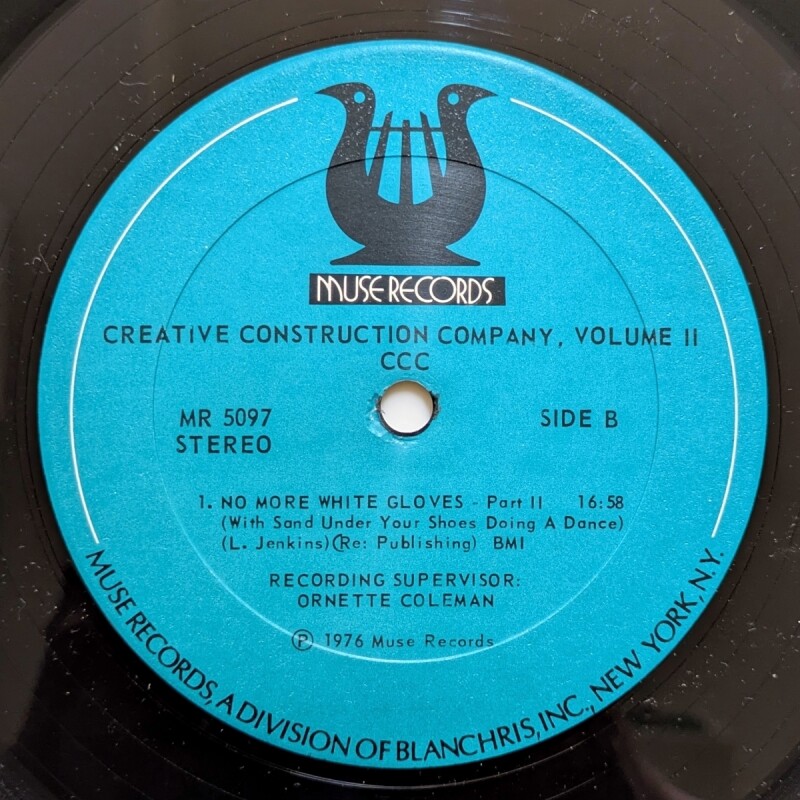 MUSE RECORDS
CREATIVE CONSTRUCTION COMPANY, VOLUME II
CCC
MR 5097
STEREO
SIDE B
1. NO MORE WHITE GLOVES - Part II 16:58
(With Sand Under Your Shoes Doing A Dance)
(L. Jenkins) (Re: Publishing) BMI
RECORDING SUPERVISOR:
ORNETTE COLEMAN
℗ 1976 Muse Records
MUSE RECORDS, A DIVISION OF BLANCHRIS, INC., NEW YORK, N.Y.